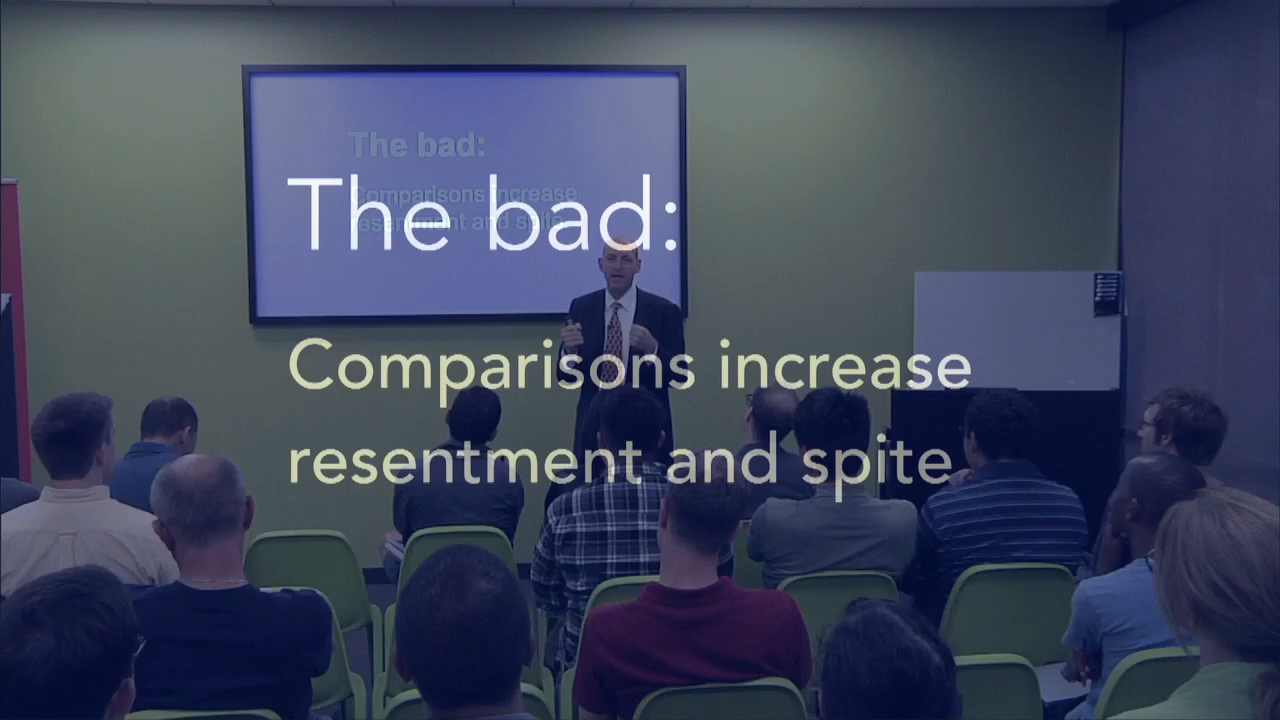 The bad:
Comparisons increase
resentment and spite
The bad:
Comparisons increase
resentment and spite